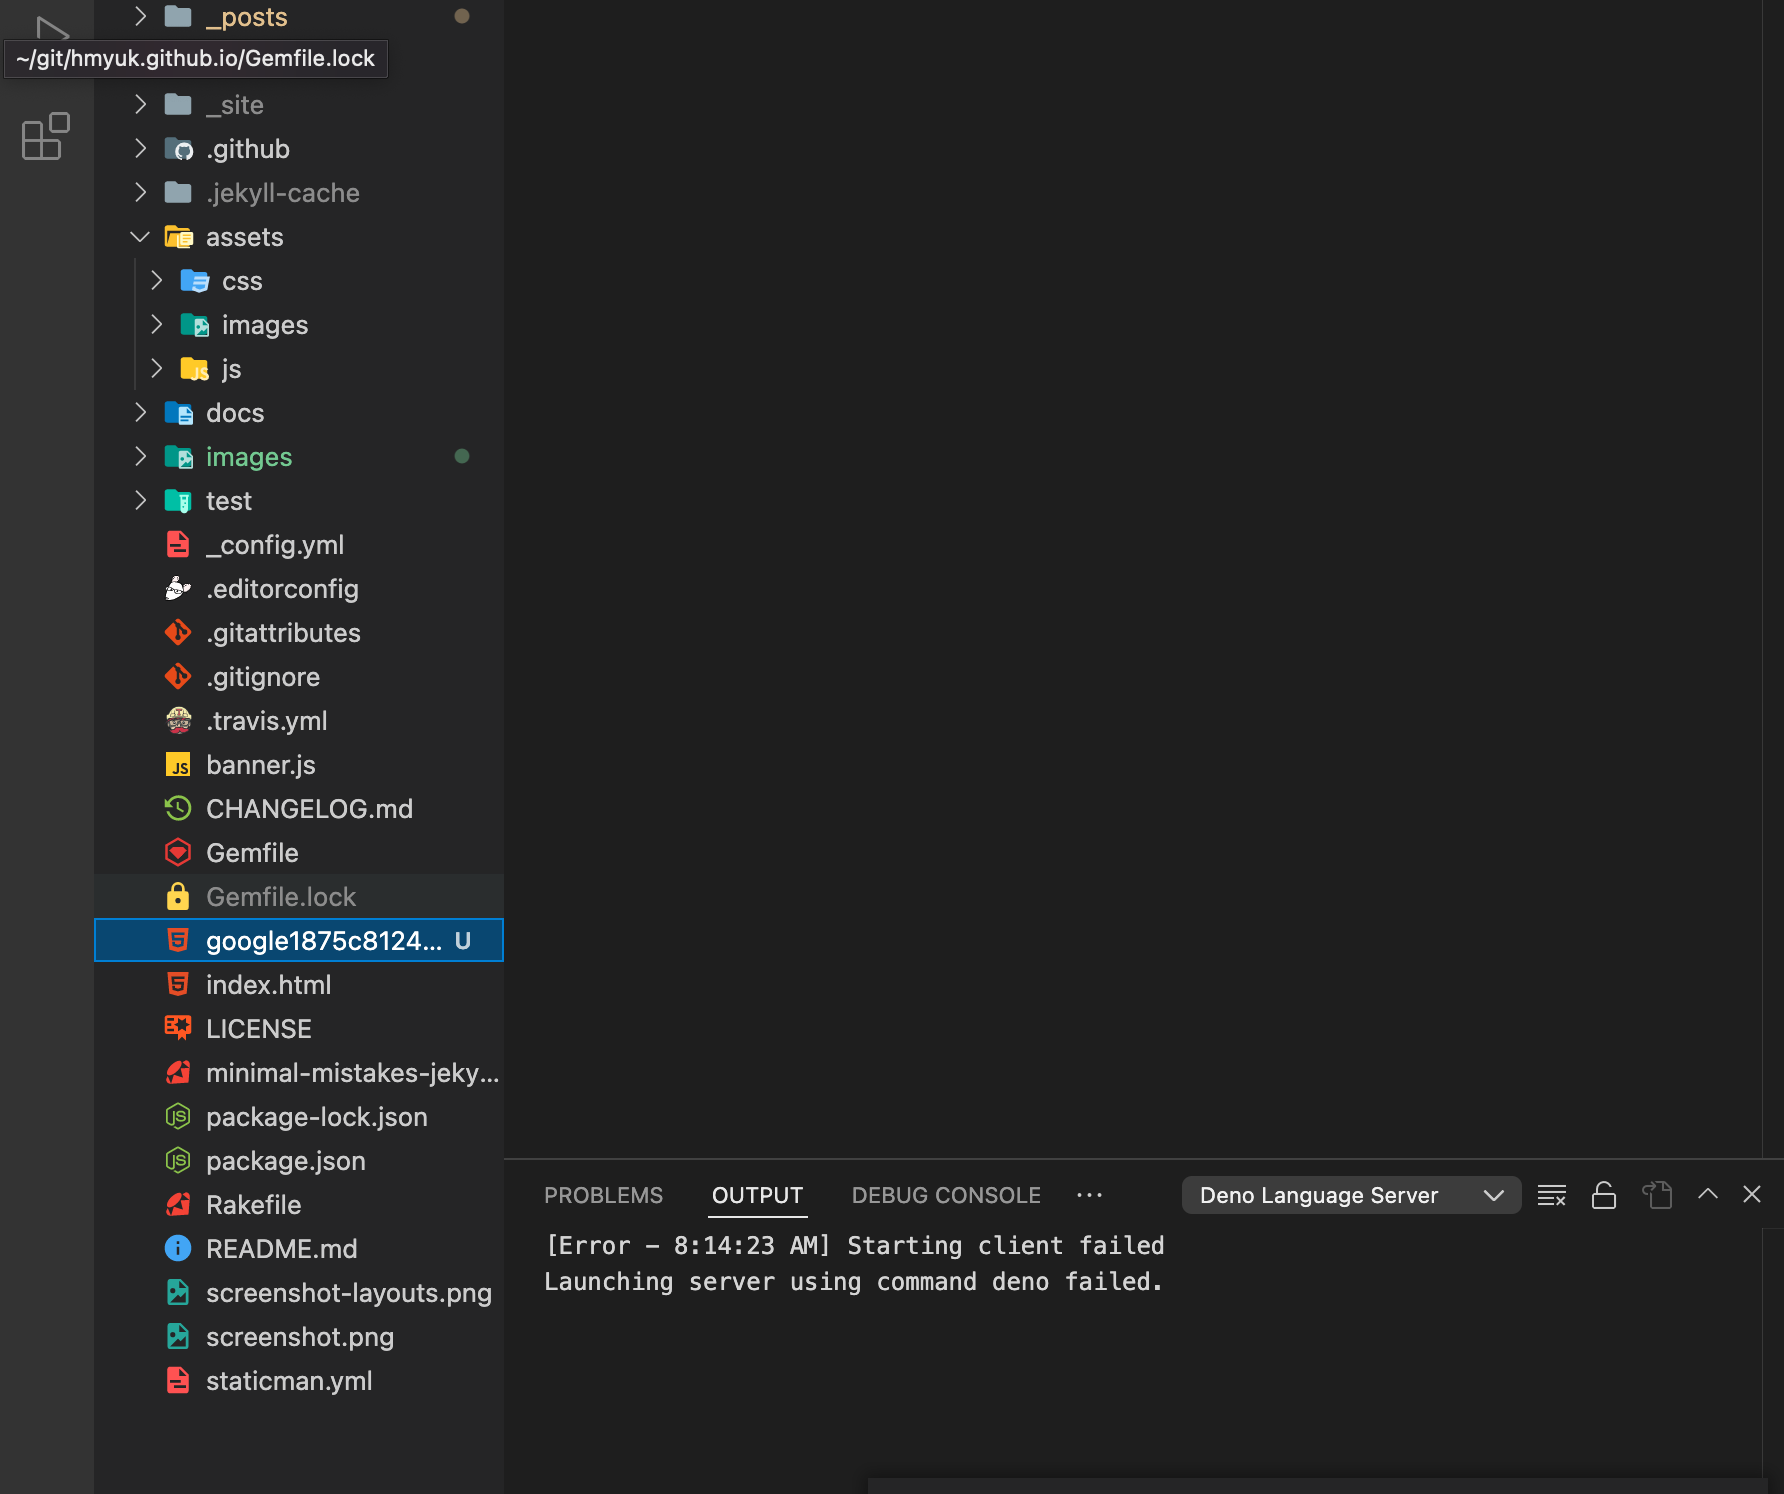 _posts
~/git/hmyuk.github.io/Gemfile.lock
_site
.github
.jekyll-cache
assets
css
images
js
docs
images
test
_config.yml
.editorconfig
.gitattributes
.gitignore
.travis.yml
banner.js
CHANGELOG.md
Gemfile
Gemfile.lock
google1875c8124... U
index.html
LICENSE
minimal-mistakes-jeky...
package-lock.json
package.json
Rakefile
README.md
screenshot-layouts.png
screenshot.png
staticman.yml
PROBLEMS OUTPUT DEBUG CONSOLE ··· Deno Language Server
[Error - 8:14:23 AM] Starting client failed
Launching server using command deno failed.